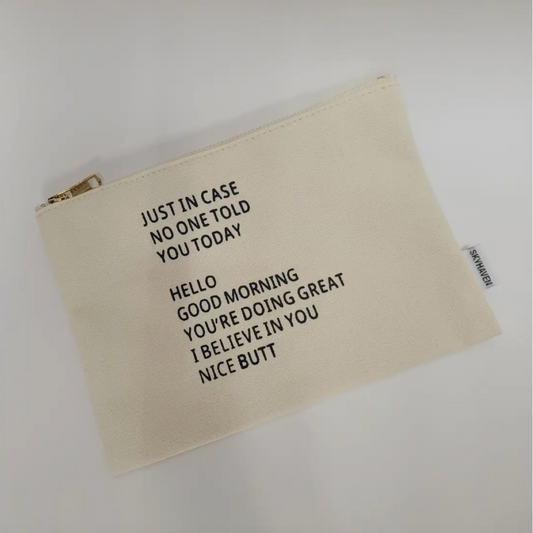 JUST IN CASE
NO ONE TOLD
YOU TODAY
HELLO
GOOD MORNING
YOU'RE DOING GREAT
I BELIEVE IN YOU
NICE BUTT
SKYHAVEN